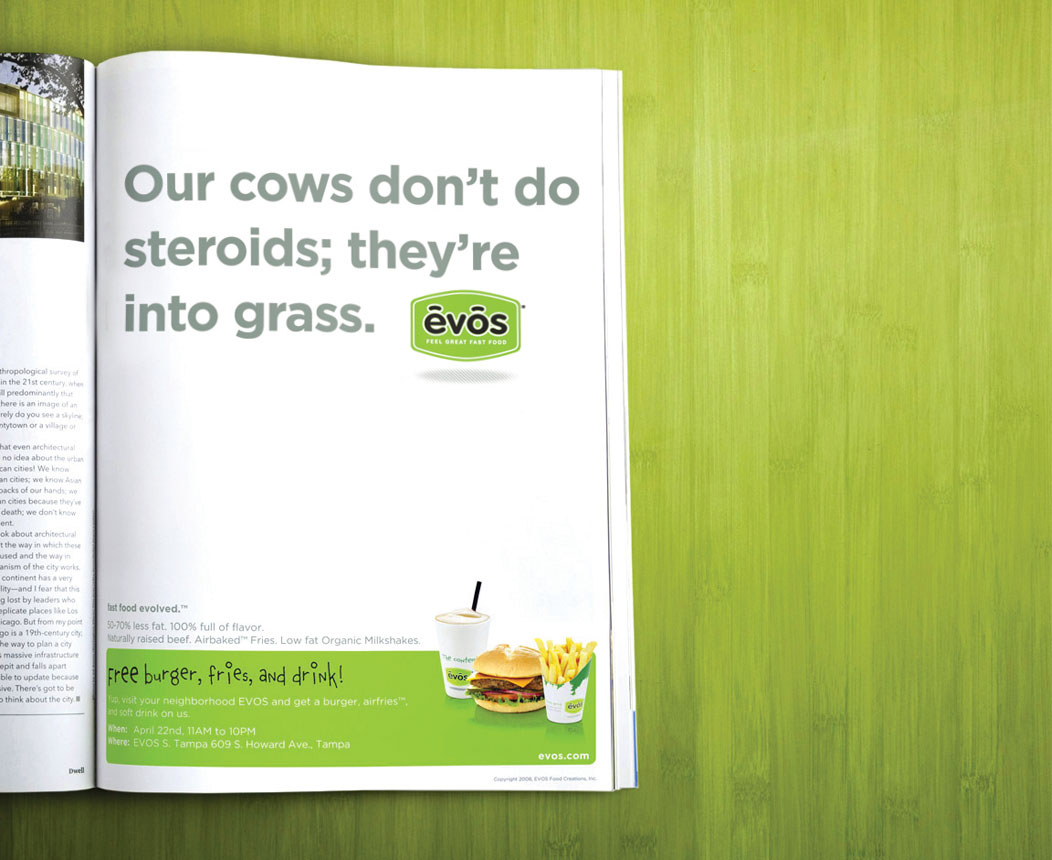 thropological survey of
in the 21st century, when
ll predominantly that
here is an image of an
rely do you see a skyline,
ntytown or a village or
hat even architectural
no idea about the urban
can cities! We know
an cities; we know Asian
backs of our hands; we
n cities because they've
death; we don't know
ent.
ok about architectural
t the way in which these
used and the way in
anism of the city works.
continent has a very
lity—and I fear that this
g lost by leaders who
eplicate places like Los
icago. But from my point
go is a 19th-century city,
he way to plan a city
s massive infrastructure
epit and falls apart
ble to update because
sive. There's got to be
o think about the city.
Dwell
Our cows don't do
steroids; they're
into grass.
ēvōs
FEEL GREAT FAST FOOD
fast food evolved.™
50-70% less fat. 100% full of flavor.
Naturally raised beef. Airbaked™ Fries. Low fat Organic Milkshakes.
Free burger, fries, and drink!
Yup, visit your neighborhood EVOS and get a burger, airfries™,
and soft drink on us.
When: April 22nd, 11AM to 10PM
Where: EVOS S. Tampa 609 S. Howard Ave., Tampa
ēvōs
ēvōs
evos.com
Copyright 2008, EVOS Food Creations, Inc.